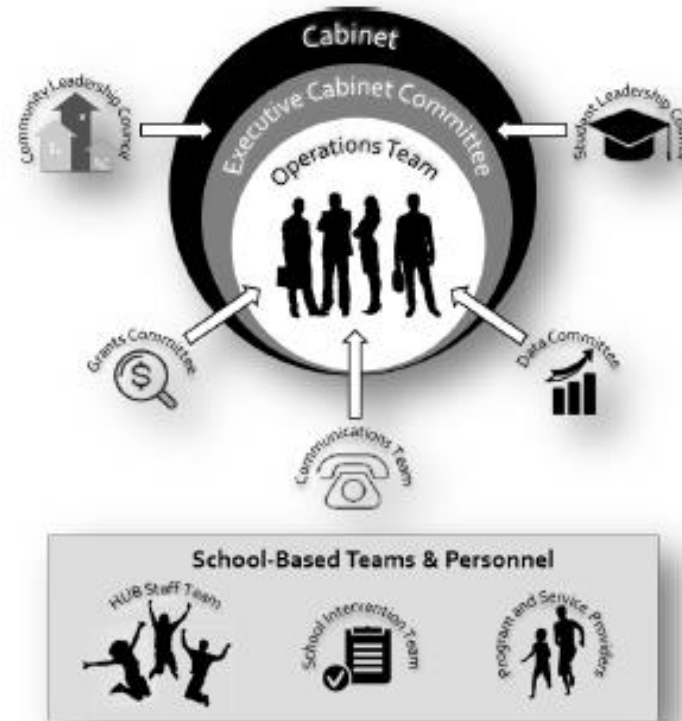 Cabinet
Executive Cabinet Committee
Operations Team
Community Leadership
Student Leadership
Grants Committee
Data Committee
Communications Team
School-Based Teams & Personnel
HUB Staff Team
School Intervention Team
Program and Service Providers
$